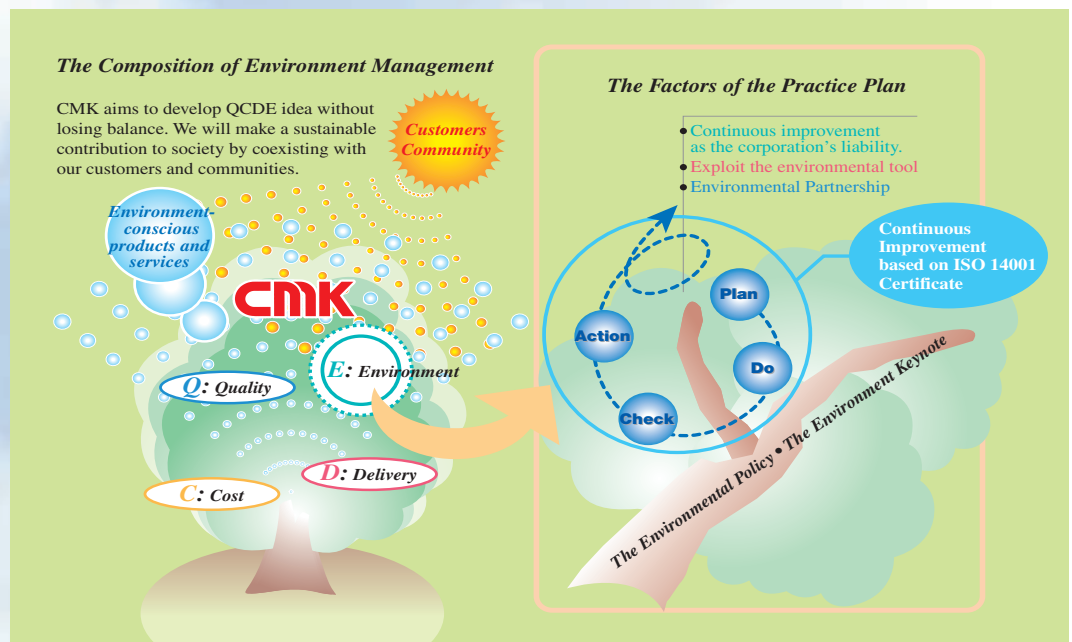 The Composition of Environment Management
CMK aims to develop QCDE idea without
losing balance. We will make a sustainable
contribution to society by coexisting with
our customers and communities.
Customers
Community
Environment-
conscious
products and
services
CMK
E: Environment
Q: Quality
D: Delivery
C: Cost
The Factors of the Practice Plan
• Continuous improvement
as the corporation's liability.
• Exploit the environmental tool
• Environmental Partnership
Continuous
Improvement
based on ISO 14001
Certificate
Plan
Do
Check
Action
The Environmental Policy • The Environment Keynote